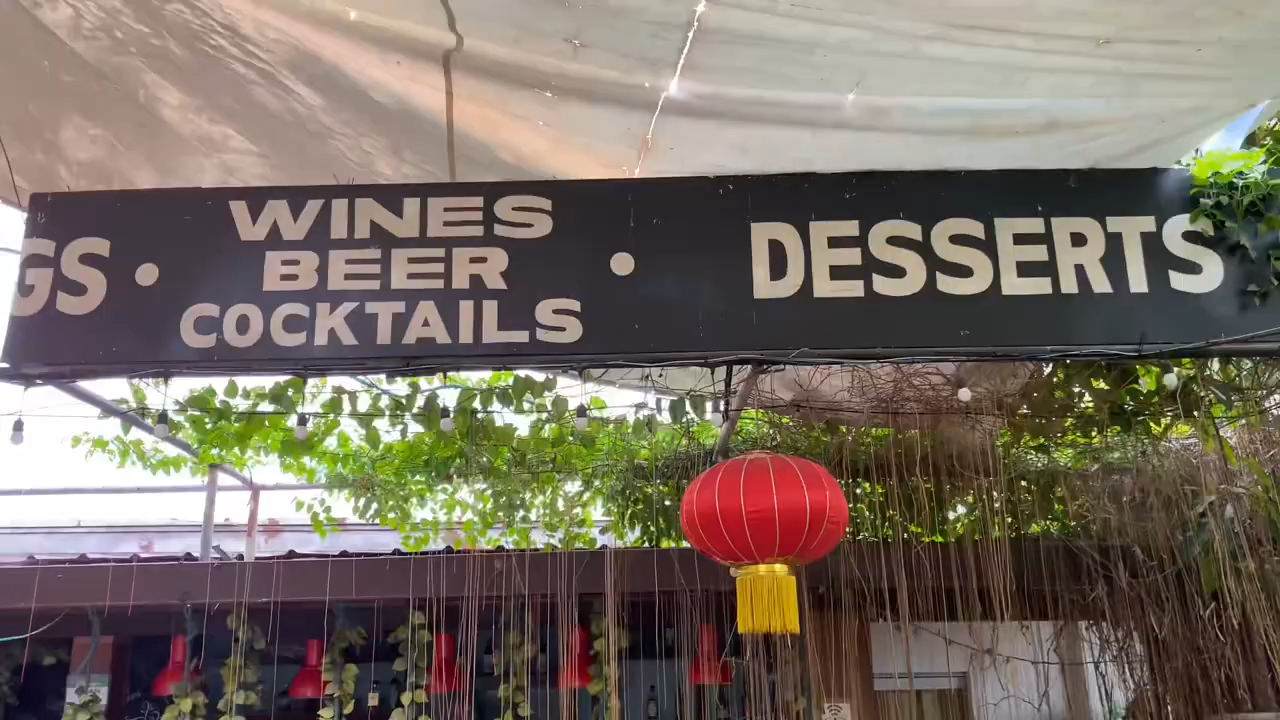 GS • WINES
BEER
COCKTAILS • DESSERTS